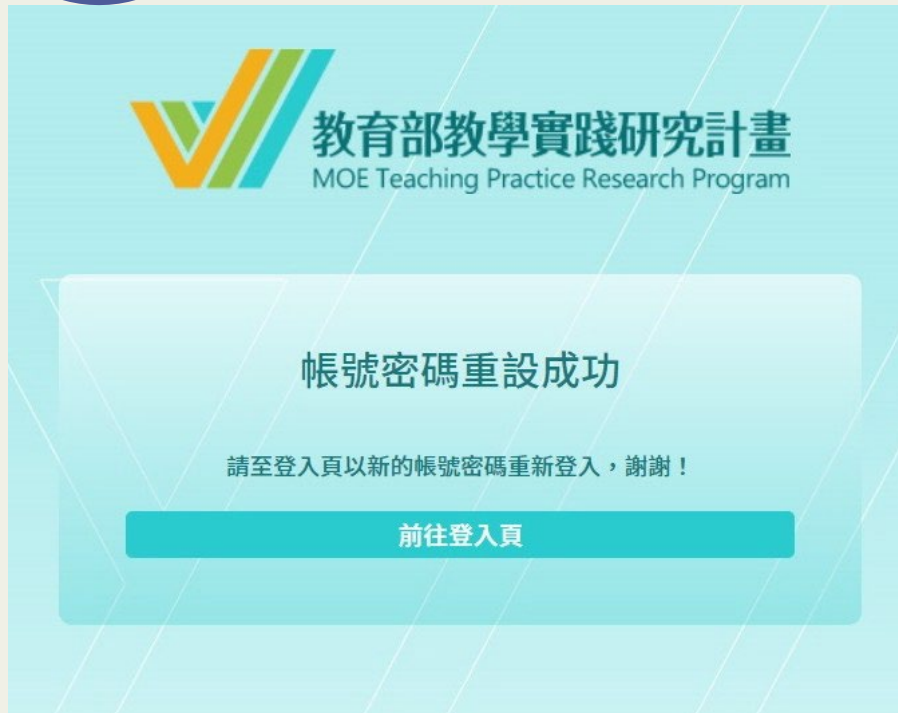 教育部教學實踐研究計畫
MOE Teaching Practice Research Program
帳號密碼重設成功
請至登入頁以新的帳號密碼重新登入，謝謝！
前往登入頁